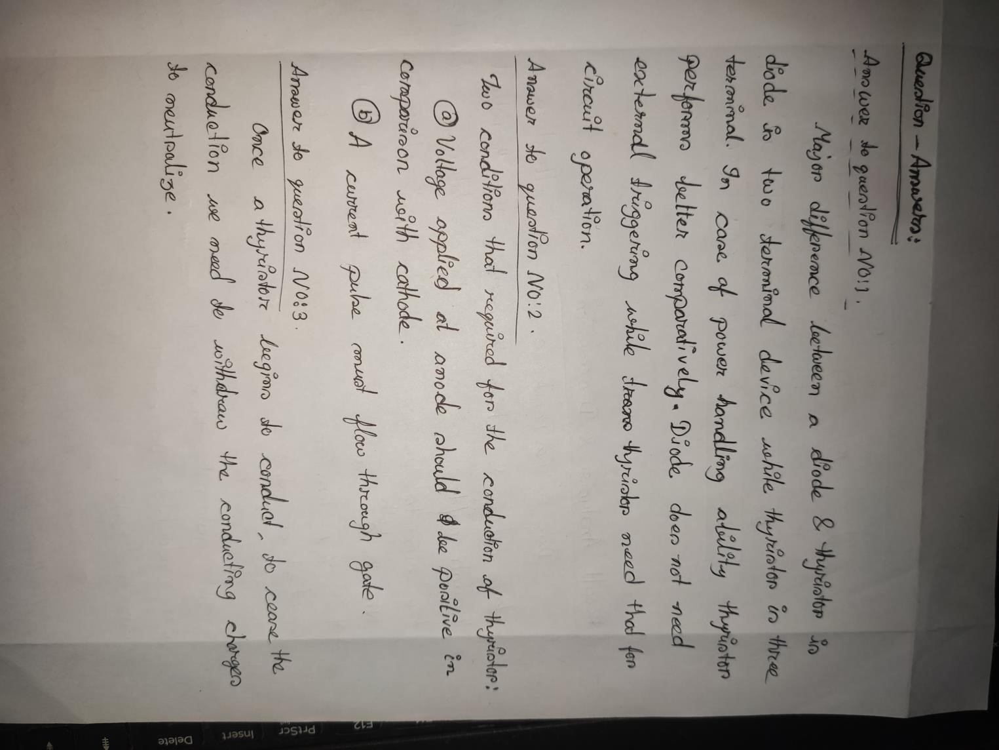 Question - Answers:
Answer to question NO:1.
Major difference between a diode & thyristor is
diode is two terminal device while thyristor is three
terminal. In case of power handling ability thyristor
performs better comparatively. Diode does not need
external triggering while trans thyristor need that for
circuit operation.
Answer to question NO:2.
Two conditions that required for the conduction of thyristor:
(a) Voltage applied at anode should be positive in
comparison with cathode.
(b) A current pulse must flow through gate.
Answer to question NO:3.
Once a thyristor begins to conduct, to cease the
conduction we need to withdraw the conducting charges
to neutralize.
Delete
Insert
PrtScr
F12